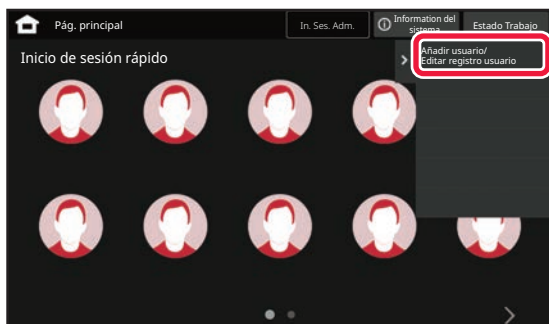 Pág. principal
In. Ses. Adm.
Information del
sistema
Estado Trabajo
Inicio de sesión rápido
Añadir usuario/
Editar registro usuario